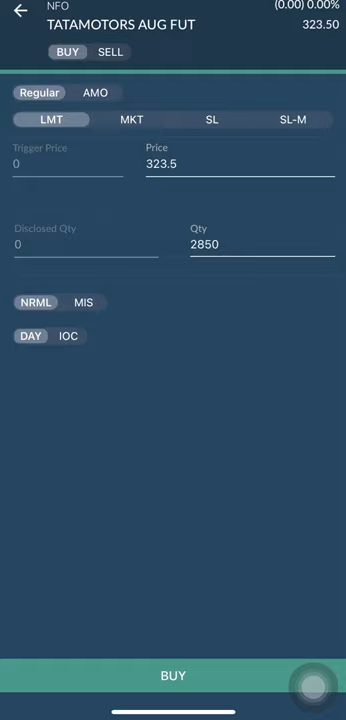 NFO
(0.00) 0.00%
TATAMOTORS AUG FUT
323.50
BUY SELL
Regular AMO
LMT MKT SL SL-M
Trigger Price Price
0 323.5
Disclosed Qty Qty
0 2850
NRML MIS
DAY IOC
BUY